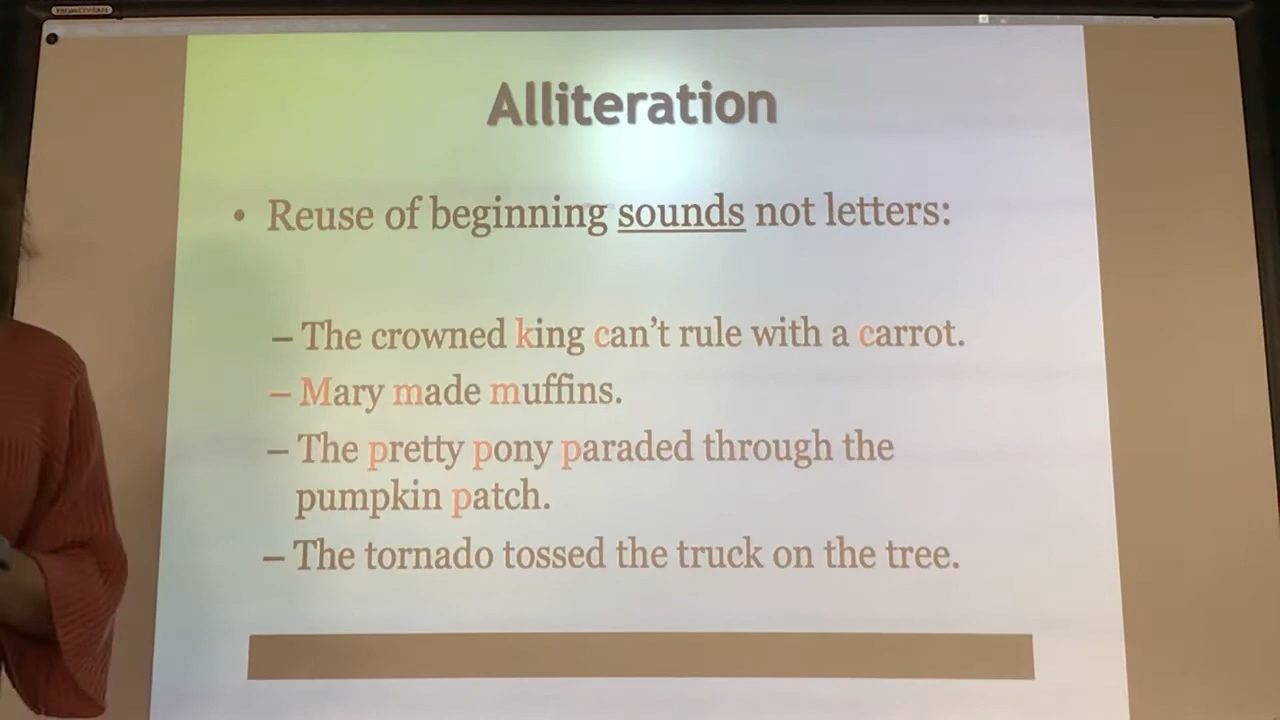 PROMETHEAN
Alliteration
• Reuse of beginning sounds not letters:
– The crowned king can't rule with a carrot.
– Mary made muffins.
– The pretty pony paraded through the
pumpkin patch.
– The tornado tossed the truck on the tree.